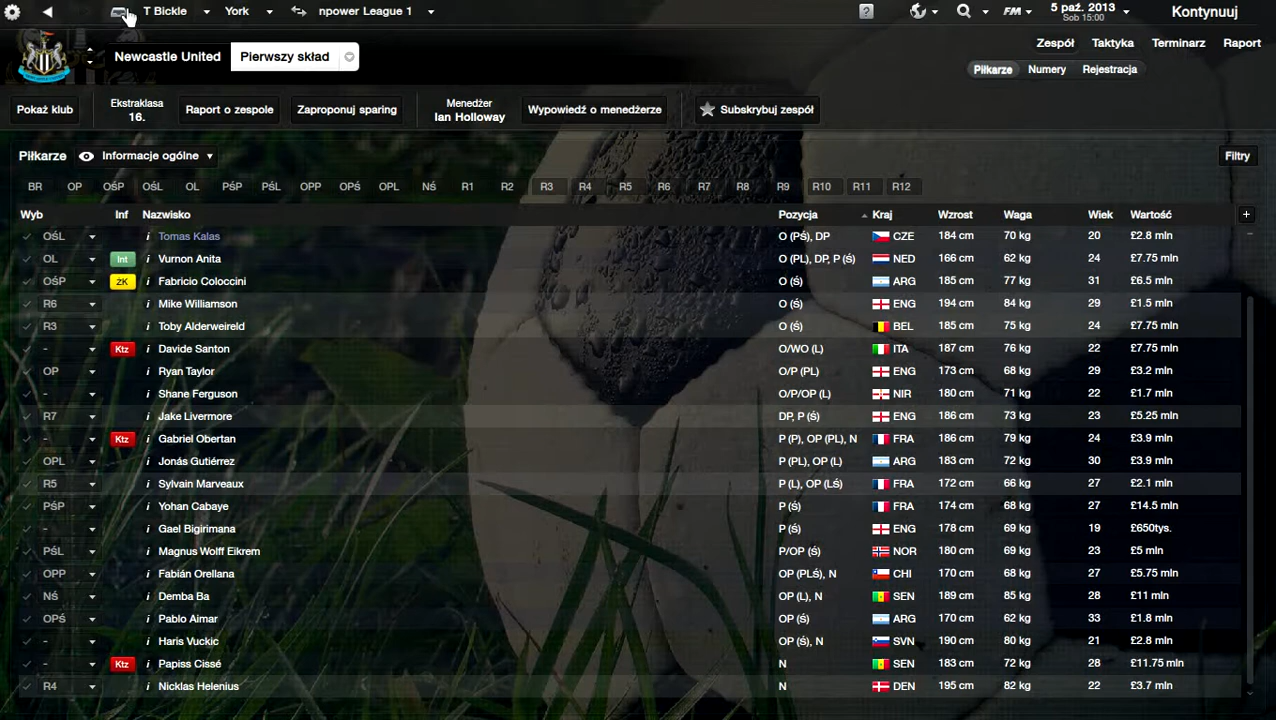 T Bickle York npower League 1 ? FM 5 paź. 2013 Sob 15:00 Kontynuuj
Newcastle United Pierwszy skład Zespół Taktyka Terminarz Raport
Piłkarze Numery Rejestracja
Pokaż klub Ekstraklasa 16. Raport o zespole Zaproponuj sparing Menedżer Ian Holloway Wypowiedź o menedżerze Subskrybuj zespół
Piłkarze Informacje ogólne Filtry
BR OP OŚP OŚL OL PŚP PŚL OPP OPŚ OPL NŚ R1 R2 R3 R4 R5 R6 R7 R8 R9 R10 R11 R12
Wyb Inf Nazwisko Pozycja Kraj Wzrost Waga Wiek Wartość +
OŚL i Tomas Kalas O (PŚ), DP CZE 184 cm 70 kg 20 £2.8 mln
OL Int i Vurnon Anita O (PL), DP, P (Ś) NED 166 cm 62 kg 24 £7.75 mln
OŚP ŻK i Fabricio Coloccini O (Ś) ARG 185 cm 77 kg 31 £6.5 mln
R6 i Mike Williamson O (Ś) ENG 194 cm 84 kg 29 £1.5 mln
R3 i Toby Alderweireld O (Ś) BEL 185 cm 75 kg 24 £7.75 mln
- Ktz i Davide Santon O/WO (L) ITA 187 cm 76 kg 22 £7.75 mln
OP i Ryan Taylor O/P (PL) ENG 173 cm 68 kg 29 £3.2 mln
- i Shane Ferguson O/P/OP (L) NIR 180 cm 71 kg 22 £1.7 mln
R7 i Jake Livermore DP, P (Ś) ENG 186 cm 73 kg 23 £5.25 mln
- Ktz i Gabriel Obertan P (P), OP (PL), N FRA 186 cm 79 kg 24 £3.9 mln
OPL i Jonás Gutiérrez P (PL), OP (L) ARG 183 cm 72 kg 30 £3.9 mln
R5 i Sylvain Marveaux P (L), OP (LŚ) FRA 172 cm 66 kg 27 £2.1 mln
PŚP i Yohan Cabaye P (Ś) FRA 174 cm 68 kg 27 £14.5 mln
- i Gael Bigirimana P (Ś) ENG 178 cm 69 kg 19 £650tys.
PŚL i Magnus Wolff Eikrem P/OP (Ś) NOR 180 cm 69 kg 23 £5 mln
OPP i Fabián Orellana OP (PLŚ), N CHI 170 cm 68 kg 27 £5.75 mln
NŚ i Demba Ba OP (L), N SEN 189 cm 85 kg 28 £11 mln
OPŚ i Pablo Aimar OP (Ś) ARG 170 cm 62 kg 33 £1.8 mln
- i Haris Vuckic OP (Ś), N SVN 190 cm 80 kg 21 £2.8 mln
- Ktz i Papiss Cissé N SEN 183 cm 72 kg 28 £11.75 mln
R4 i Nicklas Helenius N DEN 195 cm 82 kg 22 £3.7 mln